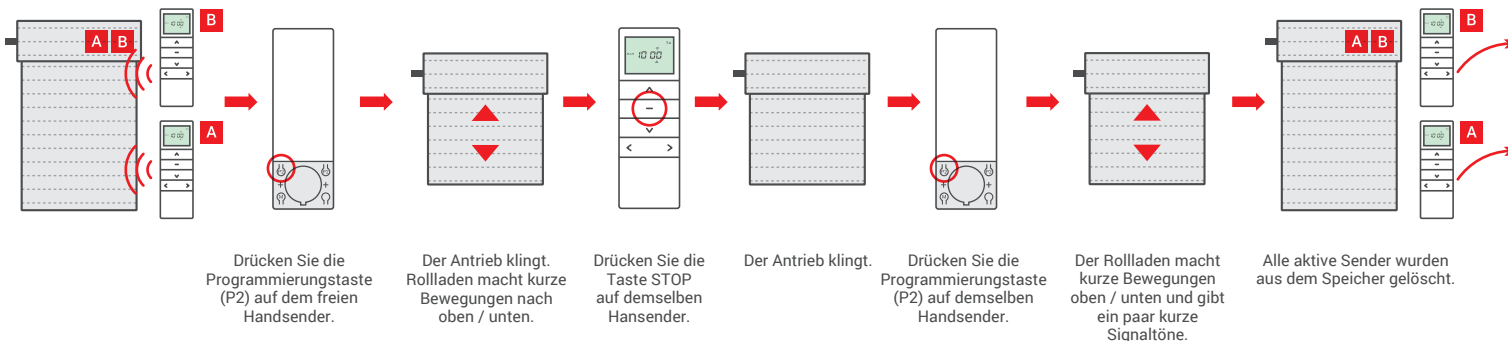 B
A B
A
10:00
A B
B
A
Drücken Sie die
Programmierungstaste
(P2) auf dem freien
Handsender.
Der Antrieb klingt.
Rollladen macht kurze
Bewegungen nach
oben / unten.
Drücken Sie die
Taste STOP
auf demselben
Hansender.
Der Antrieb klingt.
Drücken Sie die
Programmierungstaste
(P2) auf demselben
Handsender.
Der Rollladen macht
kurze Bewegungen
oben / unten und gibt
ein paar kurze
Signaltöne.
Alle aktive Sender wurden
aus dem Speicher gelöscht.